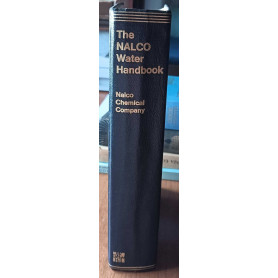 The
NALCO
Water
Handbook
Nalco
Chemical
Company